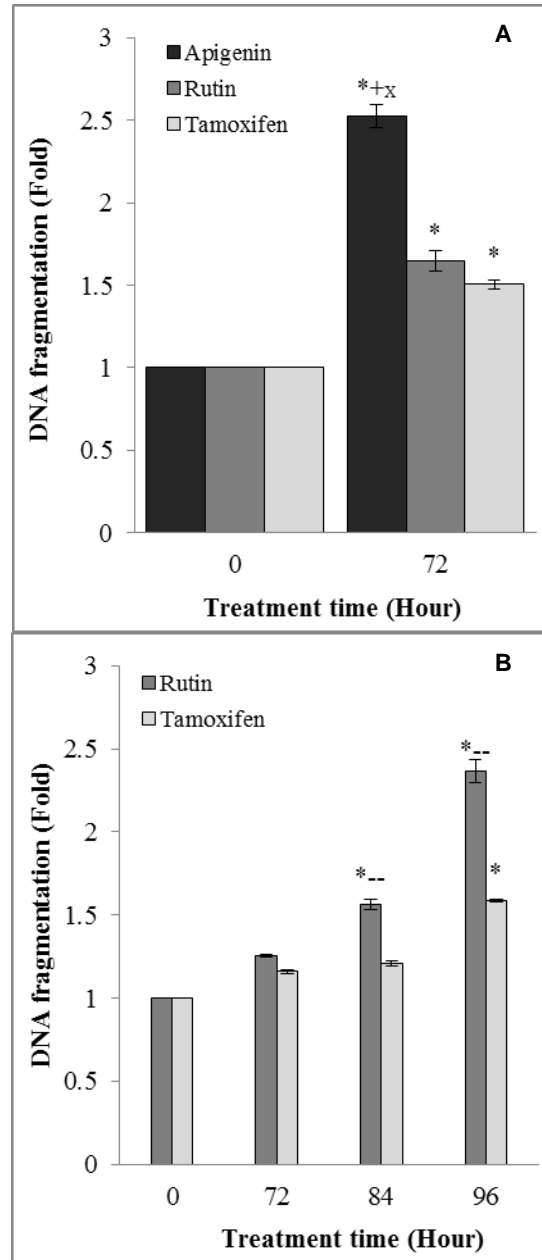 A
3
Apigenin
Rutin
Tamoxifen
*+x
2.5
2
*
*
1.5
1
0.5
0
DNA fragmentation (Fold)
0 72
Treatment time (Hour)
B
3
Rutin
Tamoxifen
2.5
*--
2
*--
*
1.5
1
0.5
0
DNA fragmentation (Fold)
0 72 84 96
Treatment time (Hour)